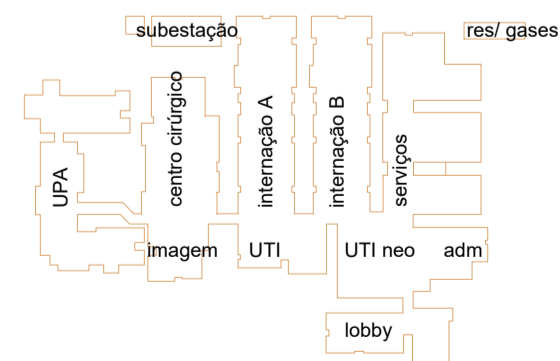 subestação
res/ gases
UPA
centro cirúrgico
internação A
internação B
serviços
imagem
UTI
UTI neo
adm
lobby